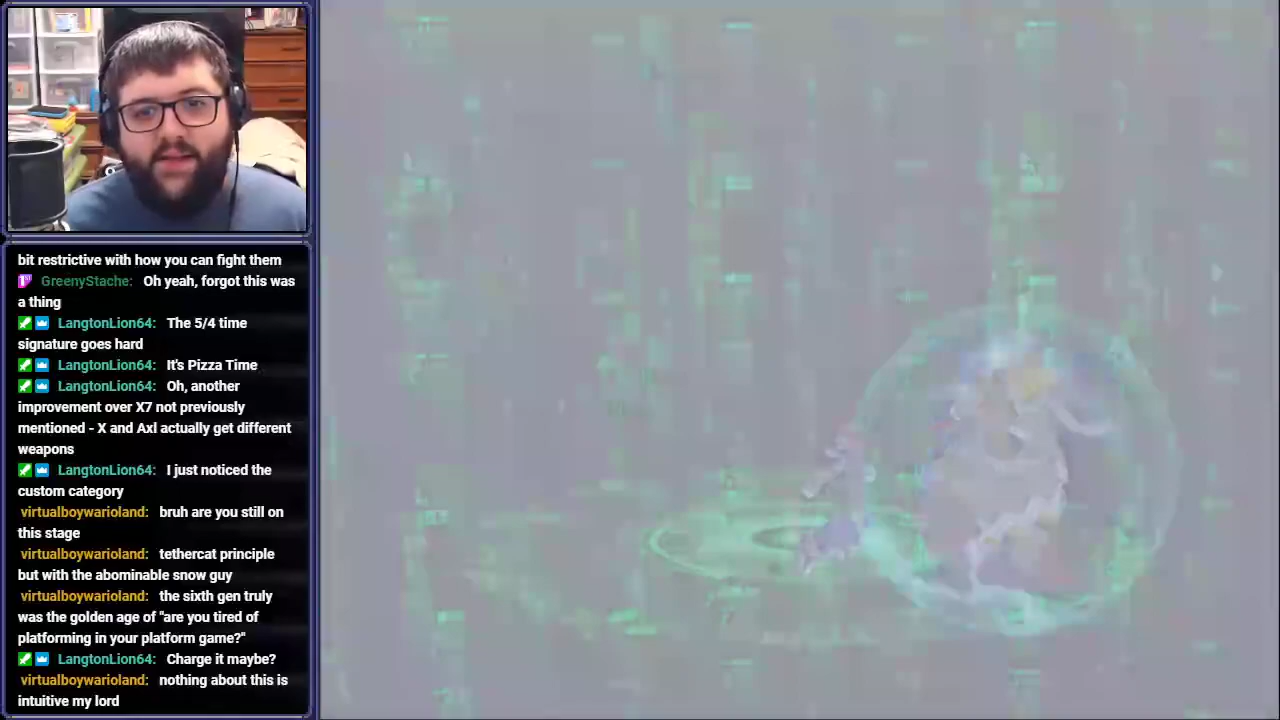 bit restrictive with how you can fight them
GreenyStache: Oh yeah, forgot this was
a thing
LangtonLion64: The 5/4 time
signature goes hard
LangtonLion64: It's Pizza Time
LangtonLion64: Oh, another
improvement over X7 not previously
mentioned - X and Axl actually get different
weapons
LangtonLion64: I just noticed the
custom category
virtualboywarioland: bruh are you still on
this stage
virtualboywarioland: tethercat principle
but with the abominable snow guy
virtualboywarioland: the sixth gen truly
was the golden age of "are you tired of
platforming in your platform game?"
LangtonLion64: Charge it maybe?
virtualboywarioland: nothing about this is
intuitive my lord